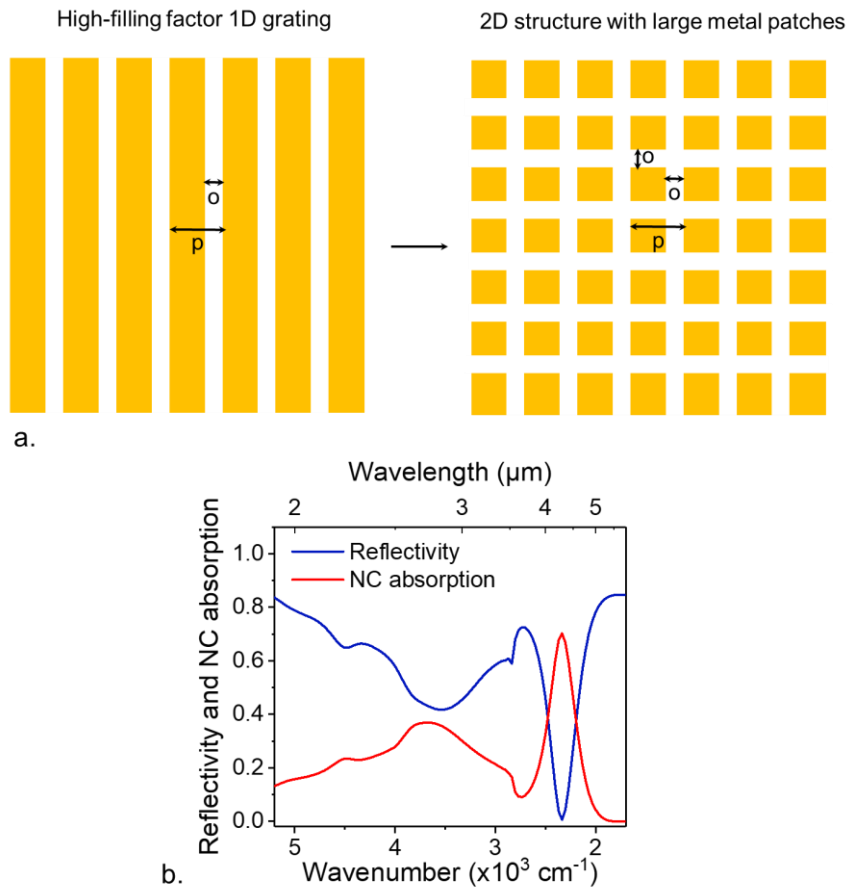 High-filling factor 1D grating
2D structure with large metal patches
o
p
o
o
p
a.
Wavelength (µm)
2 3 4 5
Reflectivity and NC absorption
1.0
0.8
0.6
0.4
0.2
0.0
Reflectivity
NC absorption
5 4 3 2
Wavenumber (x10³ cm⁻¹)
b.